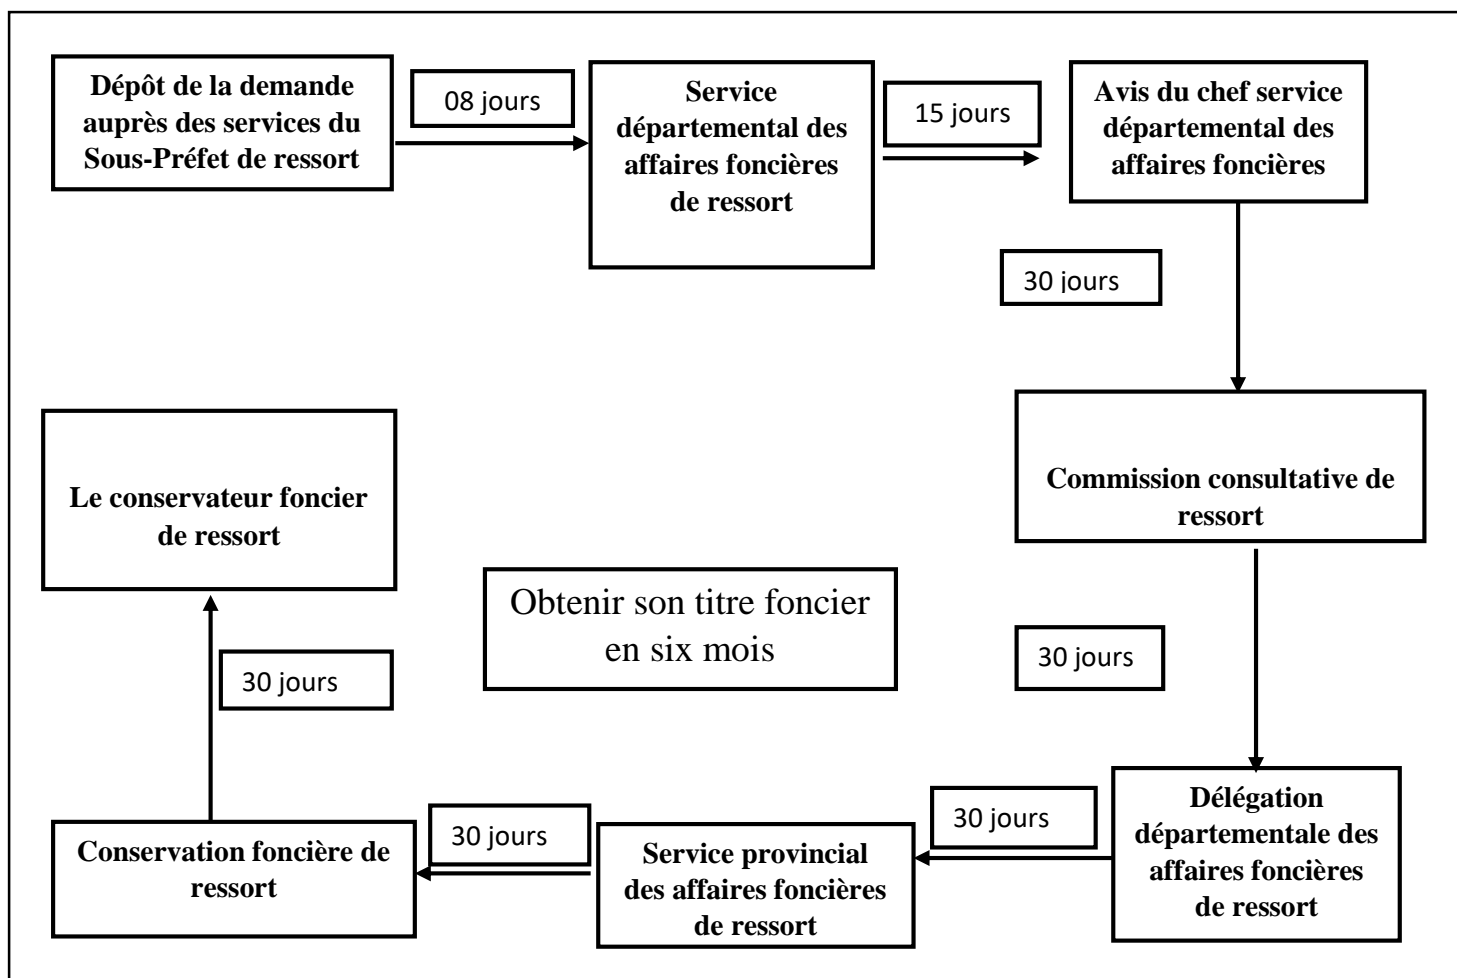 Dépôt de la demande
auprès des services du
Sous-Préfet de ressort
08 jours
Service
départemental des
affaires foncières
de ressort
15 jours
Avis du chef service
départemental des
affaires foncières
30 jours
Commission consultative de
ressort
30 jours
Délégation
départementale des
affaires foncières
de ressort
30 jours
Service provincial
des affaires foncières
de ressort
30 jours
Conservation foncière de
ressort
30 jours
Le conservateur foncier
de ressort
Obtenir son titre foncier
en six mois